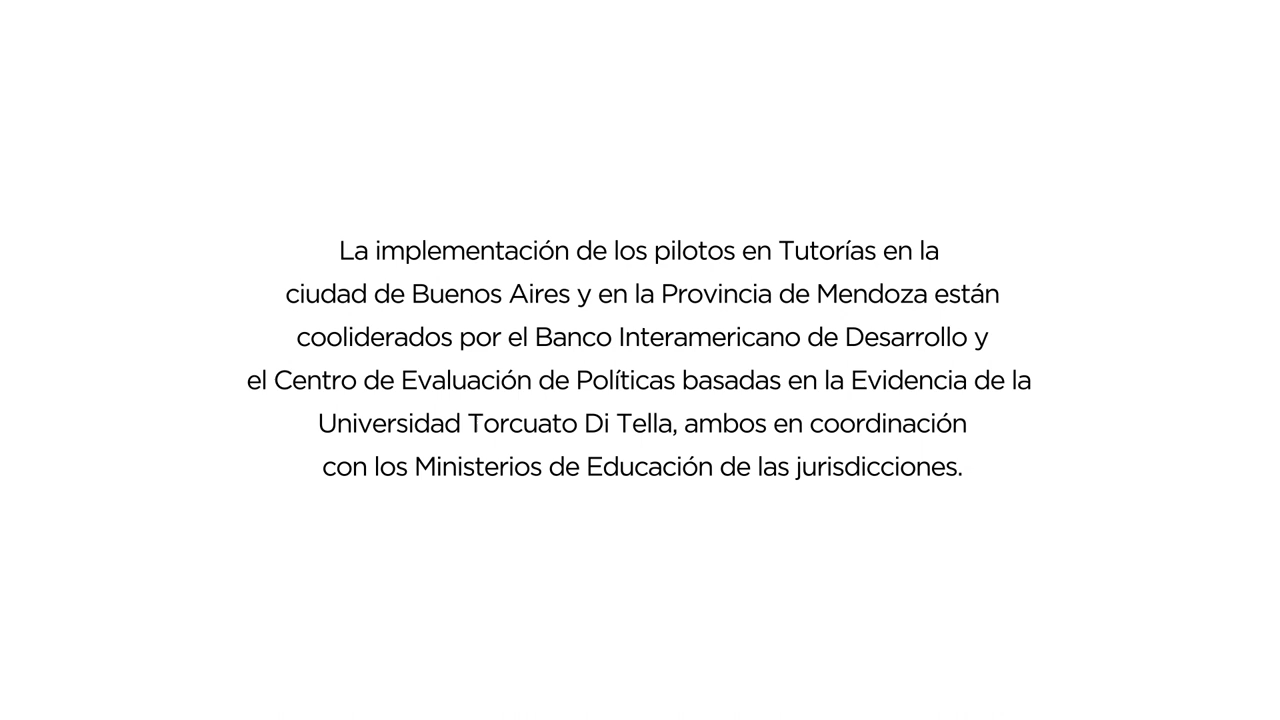 La implementación de los pilotos en Tutorías en la
ciudad de Buenos Aires y en la Provincia de Mendoza están
cooliderados por el Banco Interamericano de Desarrollo y
el Centro de Evaluación de Políticas basadas en la Evidencia de la
Universidad Torcuato Di Tella, ambos en coordinación
con los Ministerios de Educación de las jurisdicciones.